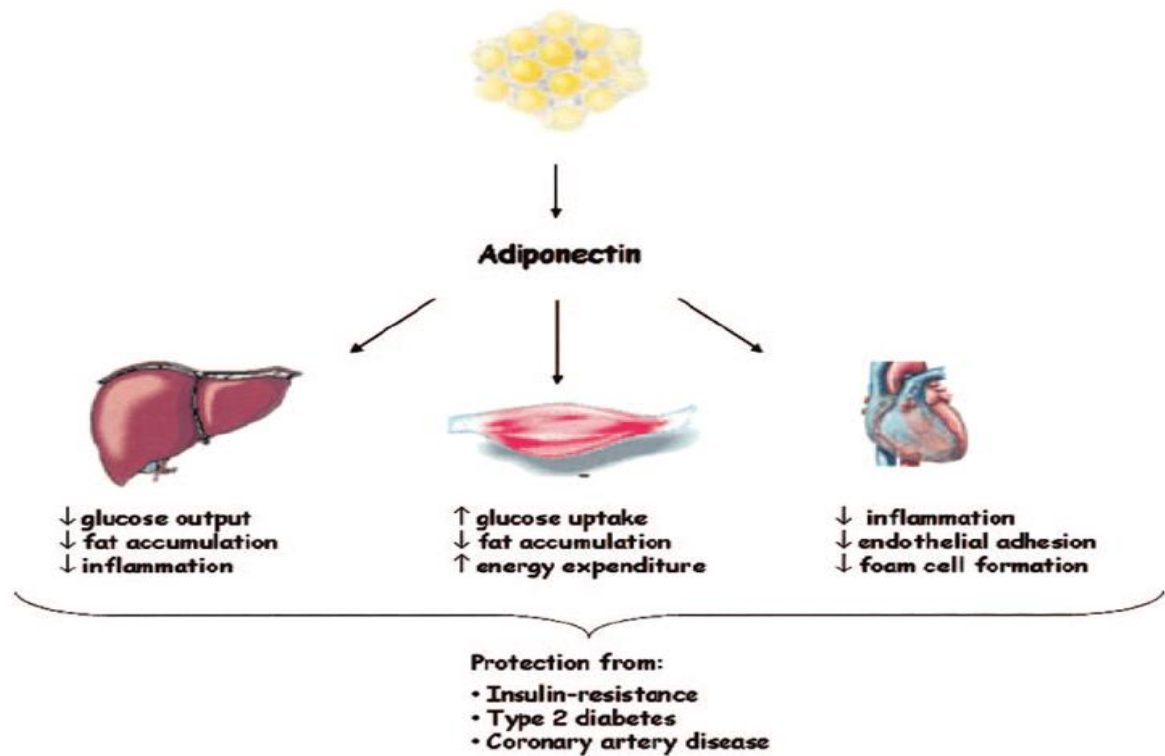 Adiponectin
↓ glucose output
↓ fat accumulation
↓ inflammation
↑ glucose uptake
↓ fat accumulation
↑ energy expenditure
↓ inflammation
↓ endothelial adhesion
↓ foam cell formation
Protection from:
• Insulin-resistance
• Type 2 diabetes
• Coronary artery disease